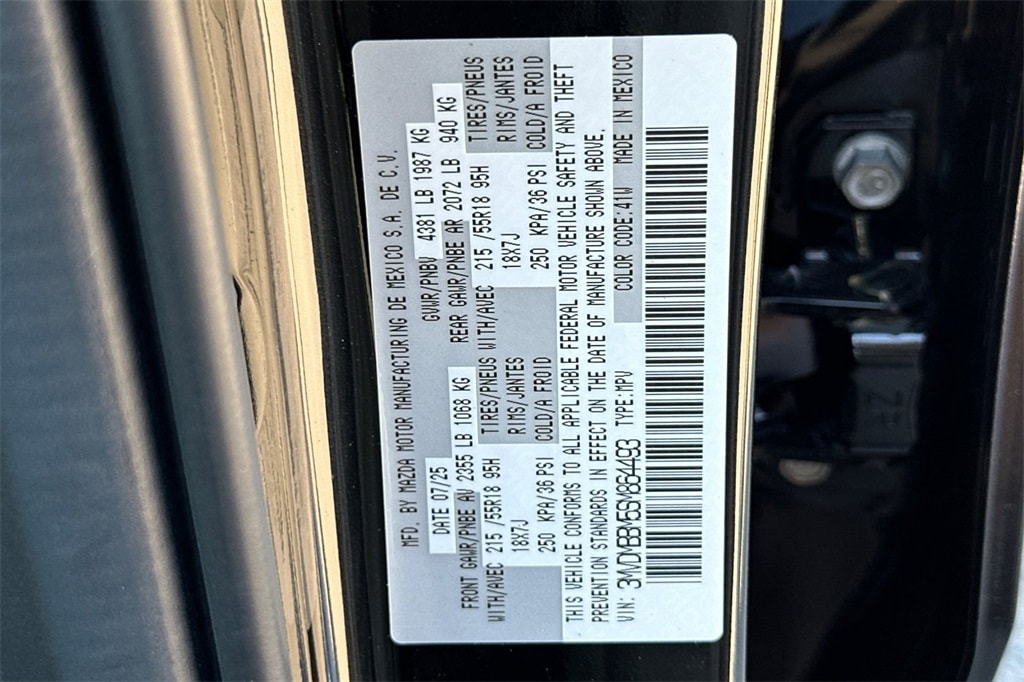 MFD. BY MAZDA MOTOR MANUFACTURING DE MEXICO S.A. DE C.V.
DATE 07/25 GVWR/PNBV 4381 LB 1987 KG
FRONT GAWR/PNBE AV 2355 LB 1068 KG REAR GAWR/PNBE AR 2072 LB 940 KG
WITH/AVEC 215 /55R18 95H TIRES/PNEUS WITH/AVEC 215 /55R18 95H TIRES/PNEUS
18X7J RIMS/JANTES 18X7J RIMS/JANTES
250 KPA/36 PSI COLD/A FROID 250 KPA/36 PSI COLD/A FROID
THIS VEHICLE CONFORMS TO ALL APPLICABLE FEDERAL MOTOR VEHICLE SAFETY AND THEFT
PREVENTION STANDARDS IN EFFECT ON THE DATE OF MANUFACTURE SHOWN ABOVE.
VIN: 3MVDMBBM5SM864493 TYPE:MPV COLOR CODE:41W MADE IN MEXICO